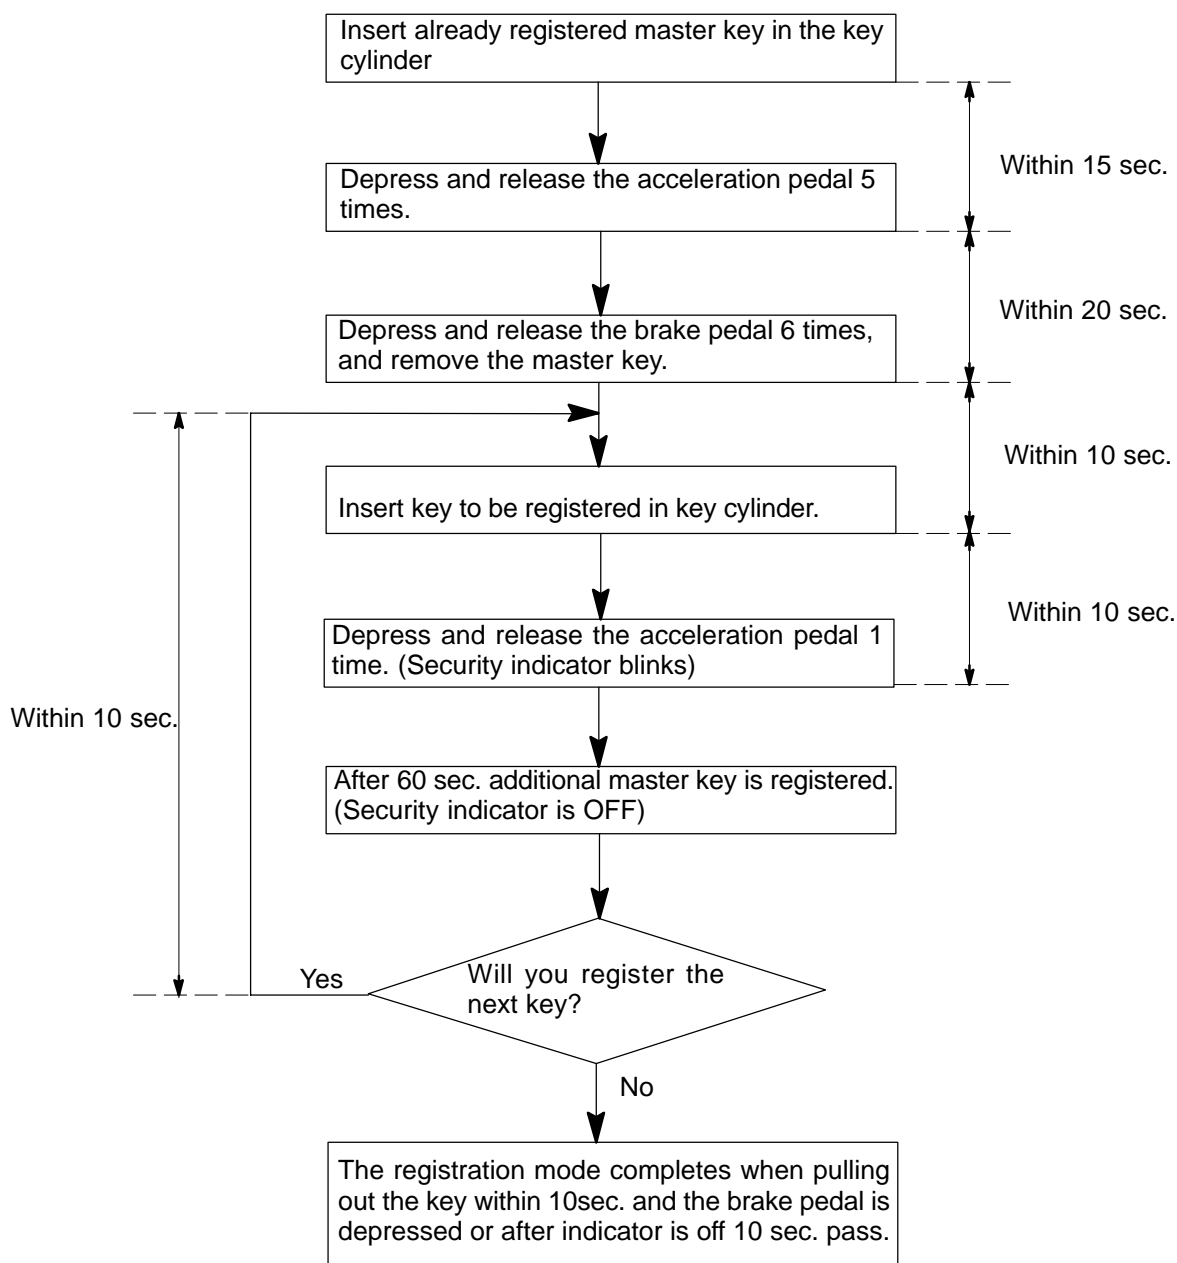 Insert already registered master key in the key
cylinder
Within 15 sec.
Depress and release the acceleration pedal 5
times.
Within 20 sec.
Depress and release the brake pedal 6 times,
and remove the master key.
Within 10 sec.
Insert key to be registered in key cylinder.
Within 10 sec.
Depress and release the acceleration pedal 1
time. (Security indicator blinks)
Within 10 sec.
After 60 sec. additional master key is registered.
(Security indicator is OFF)
Will you register the
next key?
Yes
No
The registration mode completes when pulling
out the key within 10sec. and the brake pedal is
depressed or after indicator is off 10 sec. pass.